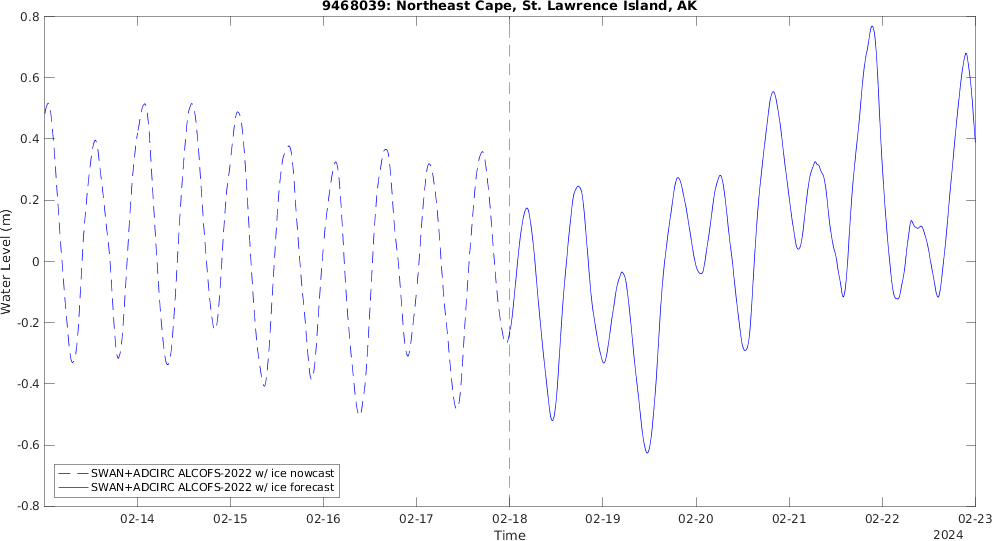 9468039: Northeast Cape, St. Lawrence Island, AK
0.8
0.6
0.4
0.2
0
-0.2
-0.4
-0.6
-0.8
Water Level (m)
SWAN+ADCIRC ALCOFS-2022 w/ ice nowcast
SWAN+ADCIRC ALCOFS-2022 w/ ice forecast
02-14 02-15 02-16 02-17 02-18 02-19 02-20 02-21 02-22 02-23
Time
2024